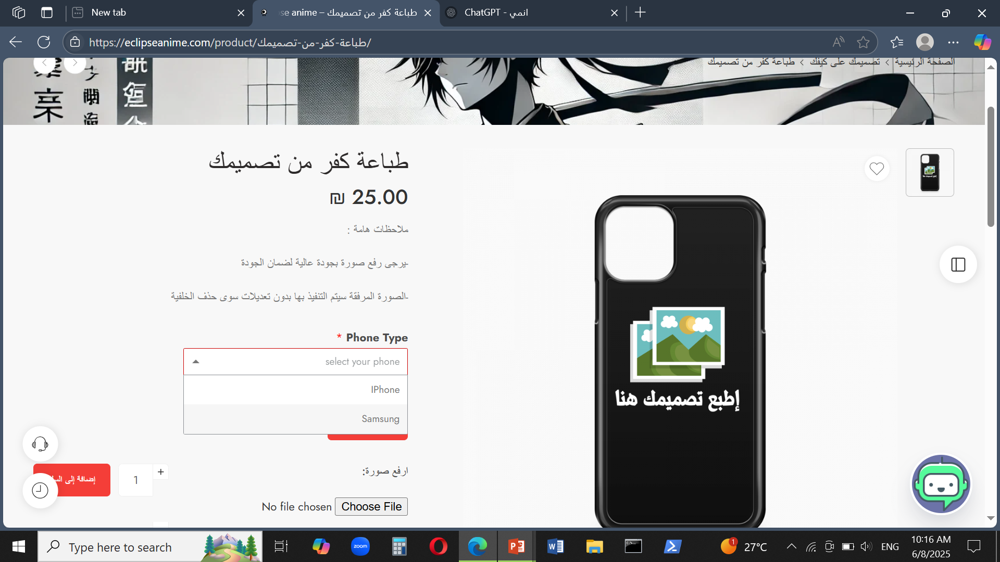 New tab
طباعة كفر من تصميمك – se anime
ChatGPT - انمي
https://eclipseanime.com/product/طباعة-كفر-من-تصميمك/
الصفحة الرئيسية › تصميمك على كيفك › طباعة كفر من تصميمك
طباعة كفر من تصميمك
25.00 ₪
ملاحظات هامة :
-يرجى رفع صورة بجودة عالية لضمان الجودة
-الصورة المرفقة سيتم التنفيذ بها بدون تعديلات سوى حذف الخلفية
Phone Type *
select your phone
IPhone
Samsung
إطبع تصميمك هنا
ارفع صورة:
+
1
إضافة إلى
Choose File No file chosen
Type here to search
zoom
1
27°C
ENG
10:16 AM
6/8/2025